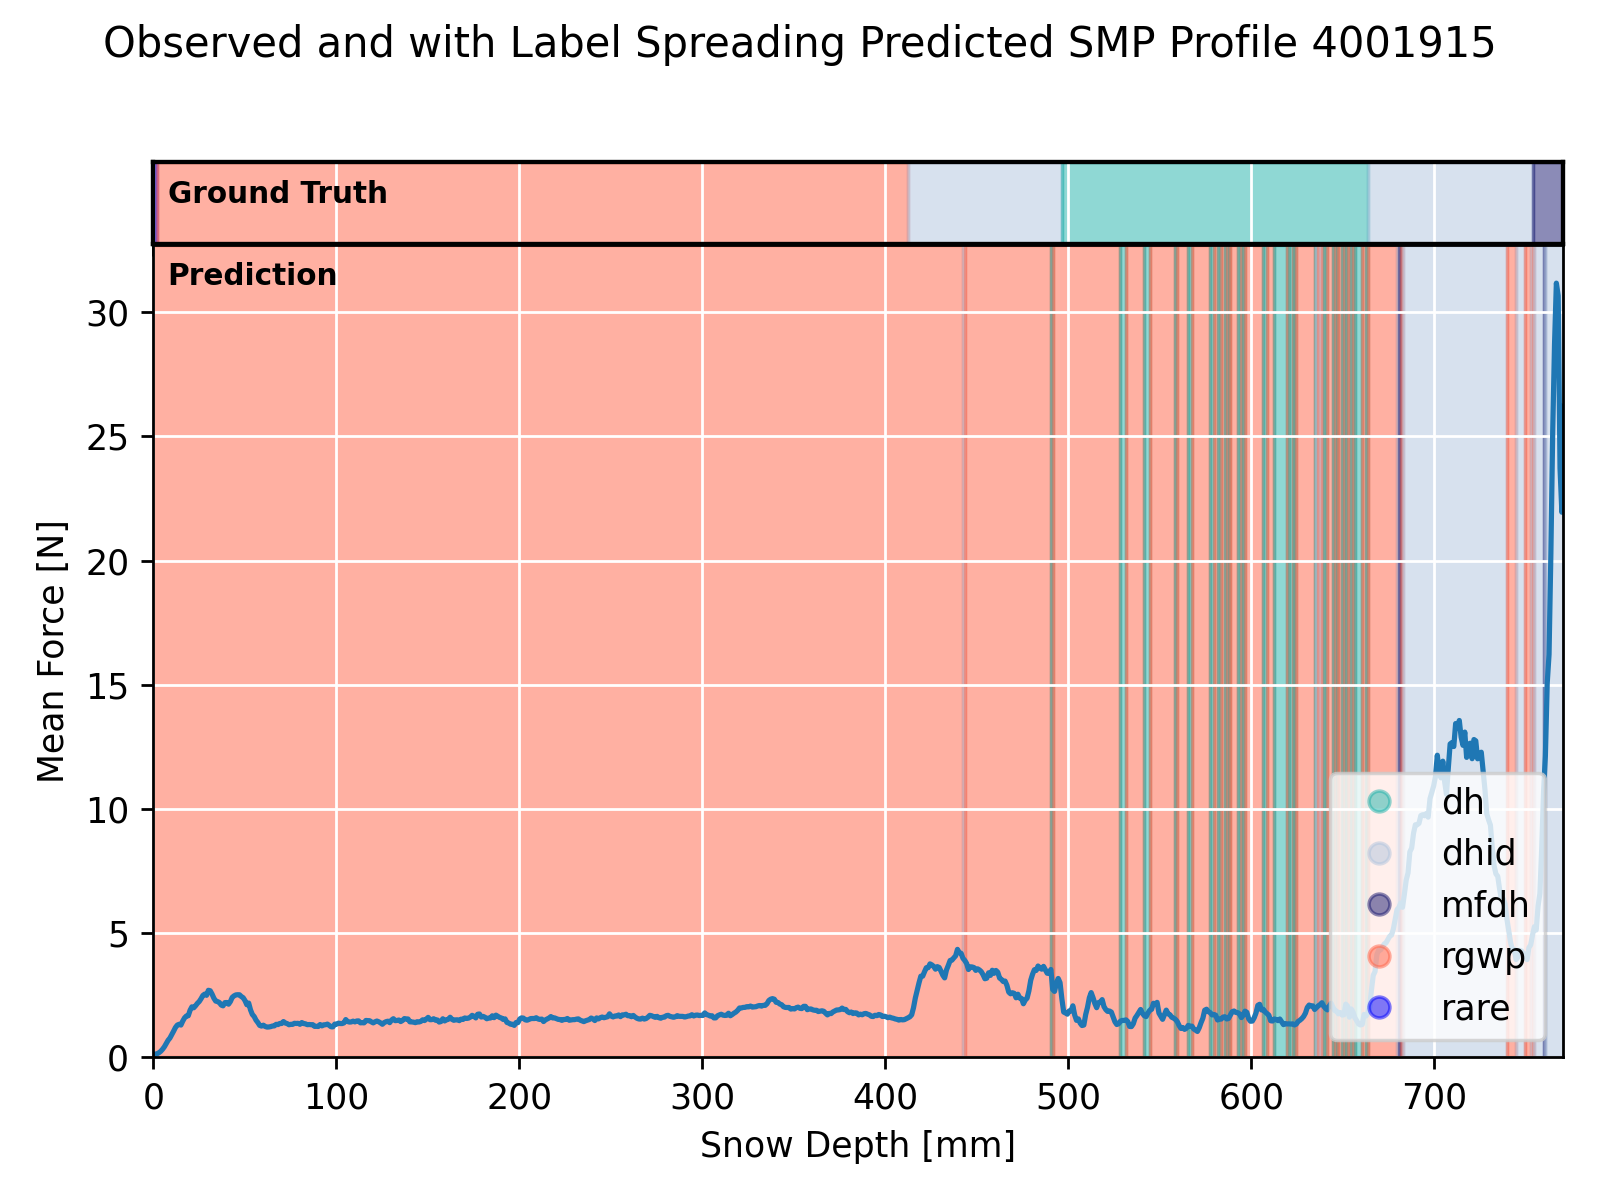 Observed and with Label Spreading Predicted SMP Profile 4001915
Ground Truth
Prediction
30
25
20
15
10
5
0
Mean Force [N]
dh
dhid
mfdh
rgwp
rare
0 100 200 300 400 500 600 700
Snow Depth [mm]